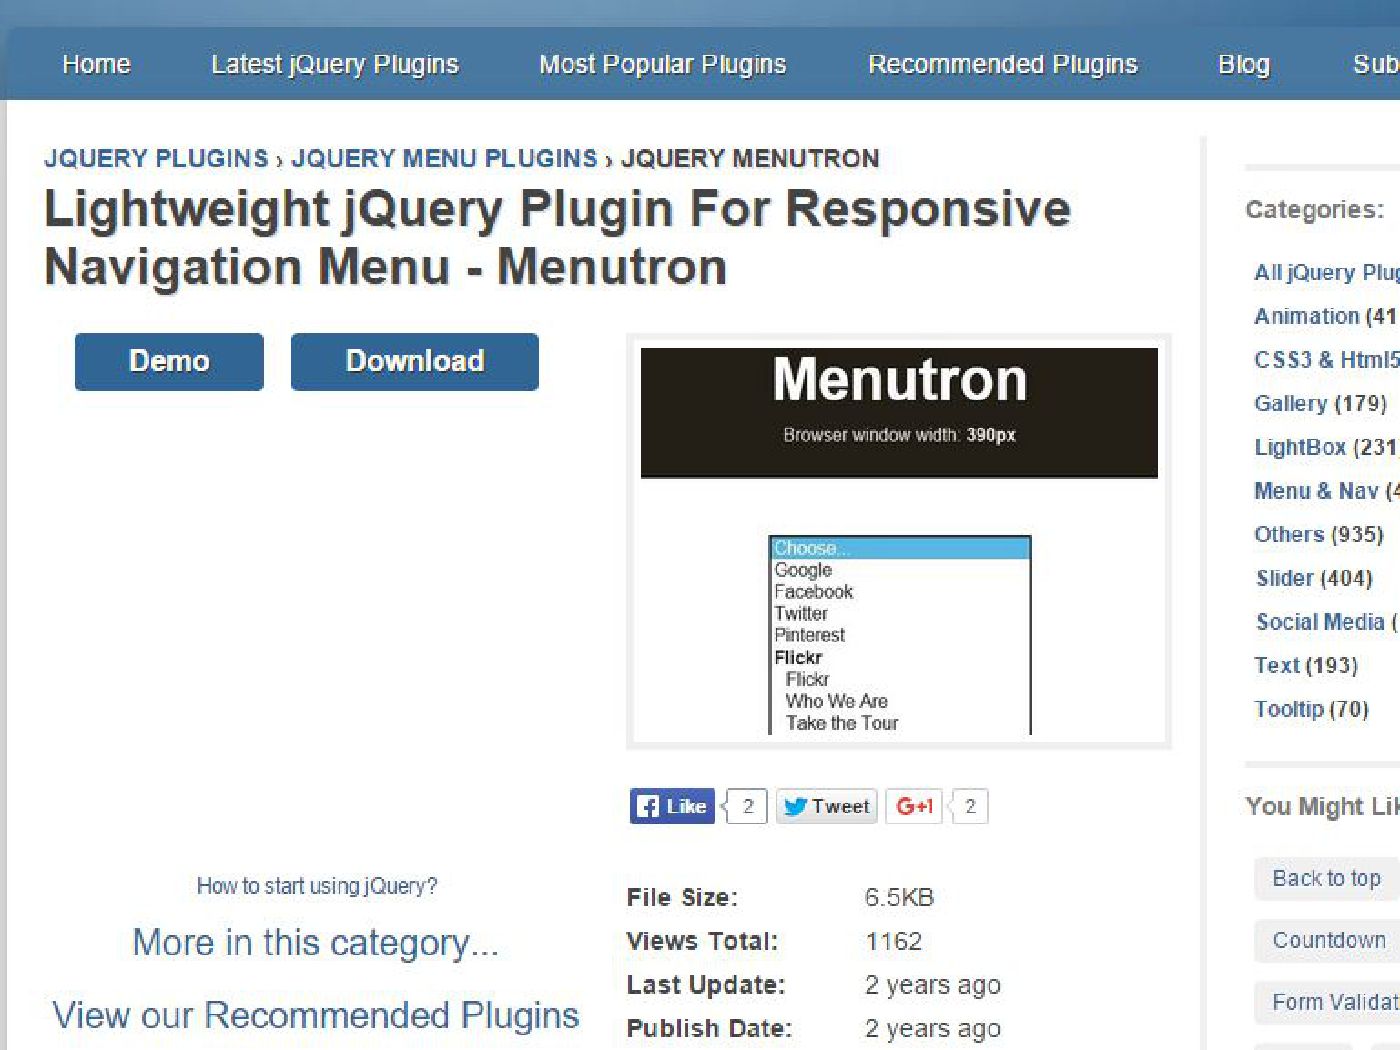 Home
Latest jQuery Plugins
Most Popular Plugins
Recommended Plugins
Blog
JQUERY PLUGINS › JQUERY MENU PLUGINS › JQUERY MENUTRON
Lightweight jQuery Plugin For Responsive
Navigation Menu - Menutron
Demo
Download
Menutron
Browser window width: 390px
Choose...
Google
Facebook
Twitter
Pinterest
Flickr
Flickr
Who We Are
Take the Tour
Like 2
Tweet
G+1 2
How to start using jQuery?
More in this category...
View our Recommended Plugins
File Size: 6.5KB
Views Total: 1162
Last Update: 2 years ago
Publish Date: 2 years ago
Categories:
All jQuery
Animation (41
CSS3 & Html5
Gallery (179)
LightBox (231
Menu & Nav (4
Others (935)
Slider (404)
Social Media (
Text (193)
Tooltip (70)
You Might
Back to top
Countdown
Form